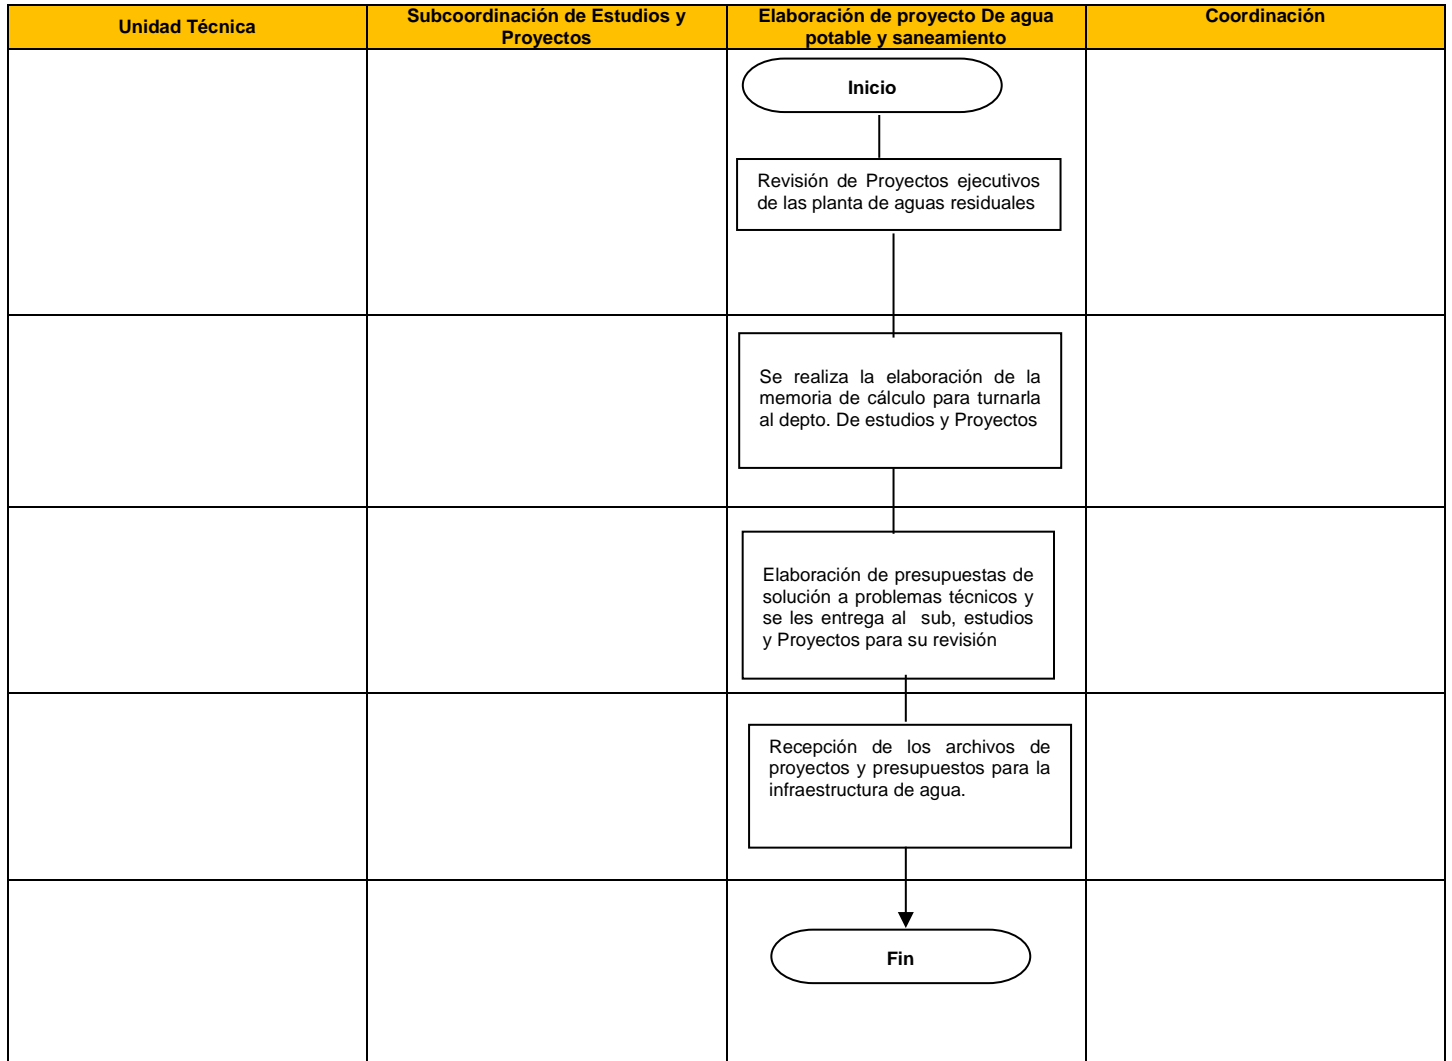 Unidad Técnica
Subcoordinación de Estudios y
Proyectos
Elaboración de proyecto De agua
potable y saneamiento
Coordinación
Inicio
Revisión de Proyectos ejecutivos
de las planta de aguas residuales
Se realiza la elaboración de la
memoria de cálculo para turnarla
al depto. De estudios y Proyectos
Elaboración de presupuestas de
solución a problemas técnicos y
se les entrega al sub, estudios
y Proyectos para su revisión
Recepción de los archivos de
proyectos y presupuestos para la
infraestructura de agua.
Fin